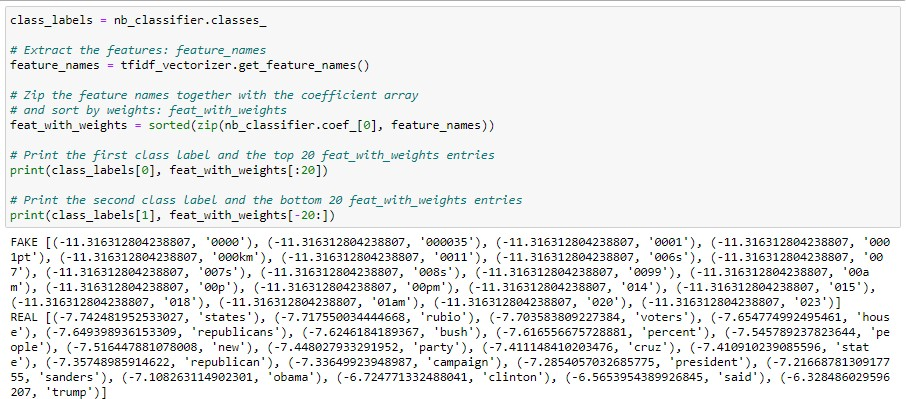 class_labels = nb_classifier.classes_
# Extract the features: feature_names
feature_names = tfidf_vectorizer.get_feature_names()
# Zip the feature names together with the coefficient array
# and sort by weights: feat_with_weights
feat_with_weights = sorted(zip(nb_classifier.coef_[0], feature_names))
# Print the first class label and the top 20 feat_with_weights entries
print(class_labels[0], feat_with_weights[:20])
# Print the second class label and the bottom 20 feat_with_weights entries
print(class_labels[1], feat_with_weights[-20:])
FAKE [(-11.316312804238807, '0000'), (-11.316312804238807, '000035'), (-11.316312804238807, '0001'), (-11.316312804238807, '000
1pt'), (-11.316312804238807, '000km'), (-11.316312804238807, '0011'), (-11.316312804238807, '006s'), (-11.316312804238807, '00
7'), (-11.316312804238807, '007s'), (-11.316312804238807, '008s'), (-11.316312804238807, '0099'), (-11.316312804238807, '00a
m'), (-11.316312804238807, '00p'), (-11.316312804238807, '00pm'), (-11.316312804238807, '014'), (-11.316312804238807, '015'),
(-11.316312804238807, '018'), (-11.316312804238807, '01am'), (-11.316312804238807, '020'), (-11.316312804238807, '023')]
REAL [(-7.742481952533027, 'states'), (-7.717550034444668, 'rubio'), (-7.703583809227384, 'voters'), (-7.654774992495461, 'hous
e'), (-7.649398936153309, 'republicans'), (-7.6246184189367, 'bush'), (-7.616556675728881, 'percent'), (-7.545789237823644, 'pe
ople'), (-7.516447881078008, 'new'), (-7.448027933291952, 'party'), (-7.411148410203476, 'cruz'), (-7.410910239085596, 'stat
e'), (-7.35748985914622, 'republican'), (-7.33649923948987, 'campaign'), (-7.2854057032685775, 'president'), (-7.21668781309177
55, 'sanders'), (-7.108263114902301, 'obama'), (-6.724771332488041, 'clinton'), (-6.5653954389926845, 'said'), (-6.328486029596
207, 'trump')]